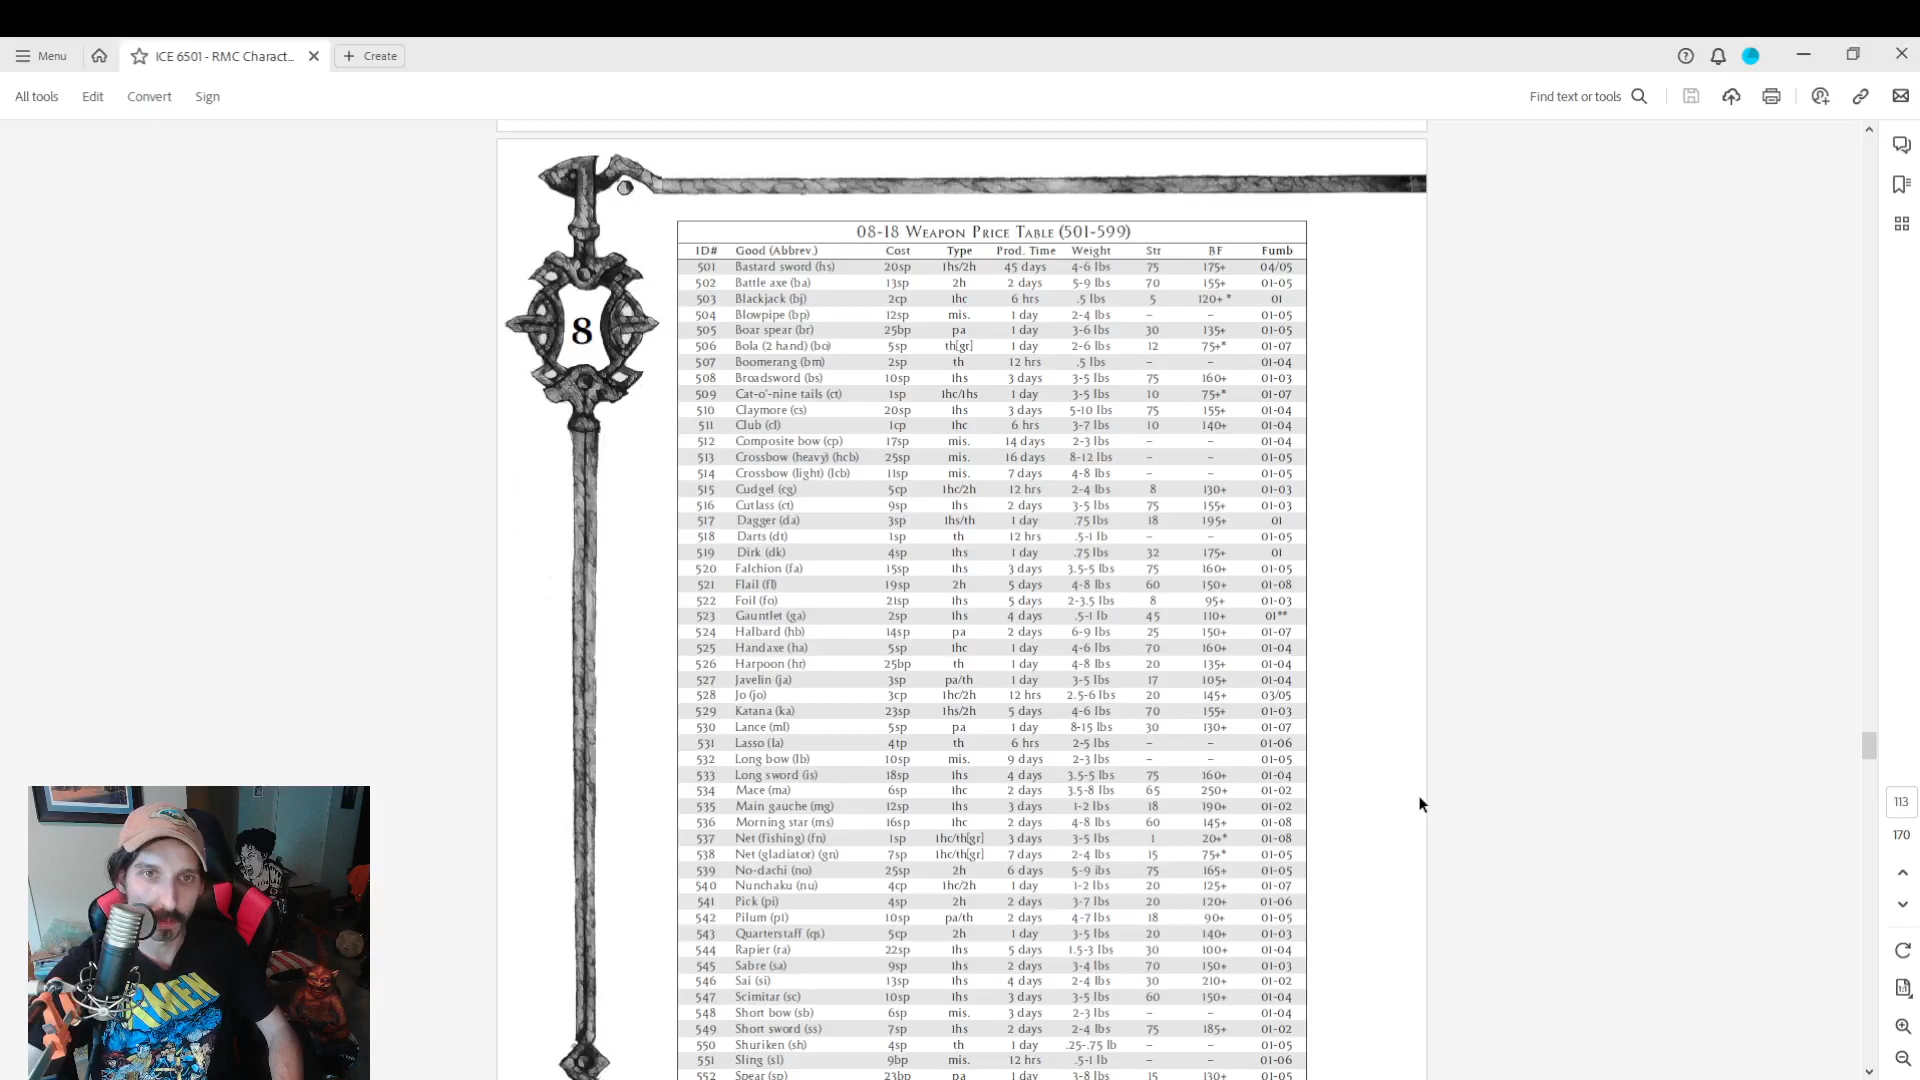 Menu
ICE 6501 - RMC Charact...
Create
All tools Edit Convert Sign
Find text or tools
8
08-18 Weapon Price Table (501-599)
ID# Good (Abbrev.) Cost Type Prod. Time Weight Str BF Fumb
501 Bastard sword (hs) 20sp 1hs/2h 45 days 4-6 lbs 75 175+ 04/05
502 Battle axe (ba) 13sp 2h 2 days 5-9 lbs 70 155+ 01-05
503 Blackjack (bj) 2cp 1hc 6 hrs .5 lbs 5 120+ * 01
504 Blowpipe (bp) 12sp mis. 1 day 2-4 lbs – – 01-05
505 Boar spear (br) 25bp pa 1 day 3-6 lbs 30 135+ 01-05
506 Bola (2 hand) (bo) 5sp th[gr] 1 day 2-6 lbs 12 75+* 01-07
507 Boomerang (bm) 2sp th 12 hrs .5 lbs – – 01-04
508 Broadsword (bs) 10sp 1hs 3 days 3-5 lbs 75 160+ 01-03
509 Cat-o'-nine tails (ct) 1sp 1hc/1hs 1 day 3-5 lbs 10 75+* 01-07
510 Claymore (cs) 20sp 1hs 3 days 5-10 lbs 75 155+ 01-04
511 Club (cl) 1cp 1hc 6 hrs 3-7 lbs 10 140+ 01-04
512 Composite bow (cp) 17sp mis. 14 days 2-3 lbs – – 01-04
513 Crossbow (heavy) (hcb) 25sp mis. 16 days 8-12 lbs – – 01-05
514 Crossbow (light) (lcb) 11sp mis. 7 days 4-8 lbs – – 01-05
515 Cudgel (cg) 5cp 1hc/2h 12 hrs 2-4 lbs 8 130+ 01-03
516 Cutlass (ct) 9sp 1hs 2 days 3-5 lbs 75 155+ 01-03
517 Dagger (da) 3sp 1hs/th 1 day .75 lbs 18 195+ 01
518 Darts (dt) 1sp th 12 hrs .5-1 lb – – 01-05
519 Dirk (dk) 4sp 1hs 1 day .75 lbs 32 175+ 01
520 Falchion (fa) 15sp 1hs 3 days 3.5-5 lbs 75 160+ 01-05
521 Flail (fl) 19sp 2h 5 days 4-8 lbs 60 150+ 01-08
522 Foil (fo) 21sp 1hs 5 days 2-3.5 lbs 8 95+ 01-03
523 Gauntlet (ga) 2sp 1hs 4 days .5-1 lb 45 110+ 01**
524 Halbard (hb) 14sp pa 2 days 6-9 lbs 25 150+ 01-07
525 Handaxe (ha) 5sp 1hc 1 day 4-6 lbs 70 160+ 01-04
526 Harpoon (hr) 25bp th 1 day 4-8 lbs 20 135+ 01-04
527 Javelin (ja) 3sp pa/th 1 day 3-5 lbs 17 105+ 01-04
528 Jo (jo) 3cp 1hc/2h 12 hrs 2.5-6 lbs 20 145+ 03/05
529 Katana (ka) 23sp 1hs/2h 5 days 4-6 lbs 70 155+ 01-03
530 Lance (ml) 5sp pa 1 day 8-15 lbs 30 130+ 01-07
531 Lasso (la) 4tp th 6 hrs 2-5 lbs – – 01-06
532 Long bow (lb) 10sp mis. 9 days 2-3 lbs – – 01-05
533 Long sword (is) 18sp 1hs 4 days 3.5-5 lbs 75 160+ 01-04
534 Mace (ma) 6sp 1hc 2 days 3.5-8 lbs 65 250+ 01-02
535 Main gauche (mg) 12sp 1hs 3 days 1-2 lbs 18 190+ 01-02
536 Morning star (ms) 16sp 1hc 2 days 4-8 lbs 60 145+ 01-08
537 Net (fishing) (fn) 1sp 1hc/th[gr] 3 days 3-5 lbs 1 20+* 01-08
538 Net (gladiator) (gn) 7sp 1hc/th[gr] 7 days 2-4 lbs 15 75+* 01-05
539 No-dachi (no) 25sp 2h 6 days 5-9 ibs 75 165+ 01-05
540 Nunchaku (nu) 4cp 1hc/2h 1 day 1-2 lbs 20 125+ 01-07
541 Pick (pi) 4sp 2h 2 days 3-7 lbs 20 120+ 01-06
542 Pilum (p1) 10sp pa/th 2 days 4-7 lbs 18 90+ 01-05
543 Quarterstaff (qs) 5cp 2h 1 day 3-5 lbs 20 140+ 01-03
544 Rapier (ra) 22sp 1hs 5 days 1.5-3 lbs 30 100+ 01-04
545 Sabre (sa) 9sp 1hs 2 days 3-4 lbs 70 150+ 01-03
546 Sai (si) 13sp 1hs 4 days 2-4 lbs 30 210+ 01-02
547 Scimitar (sc) 10sp 1hs 3 days 3-5 lbs 60 150+ 01-04
548 Short bow (sb) 6sp mis. 3 days 2-3 lbs – – 01-04
549 Short sword (ss) 7sp 1hs 2 days 2-4 lbs 75 185+ 01-02
550 Shuriken (sh) 4sp th 1 day .25-.75 lb – – 01-05
551 Sling (sl) 9bp mis. 12 hrs .5-1 lb – – 01-06
552 Spear (sp) 23bp pa 1 day 3-8 lbs 15 130+ 01-05
113
170
X-MEN